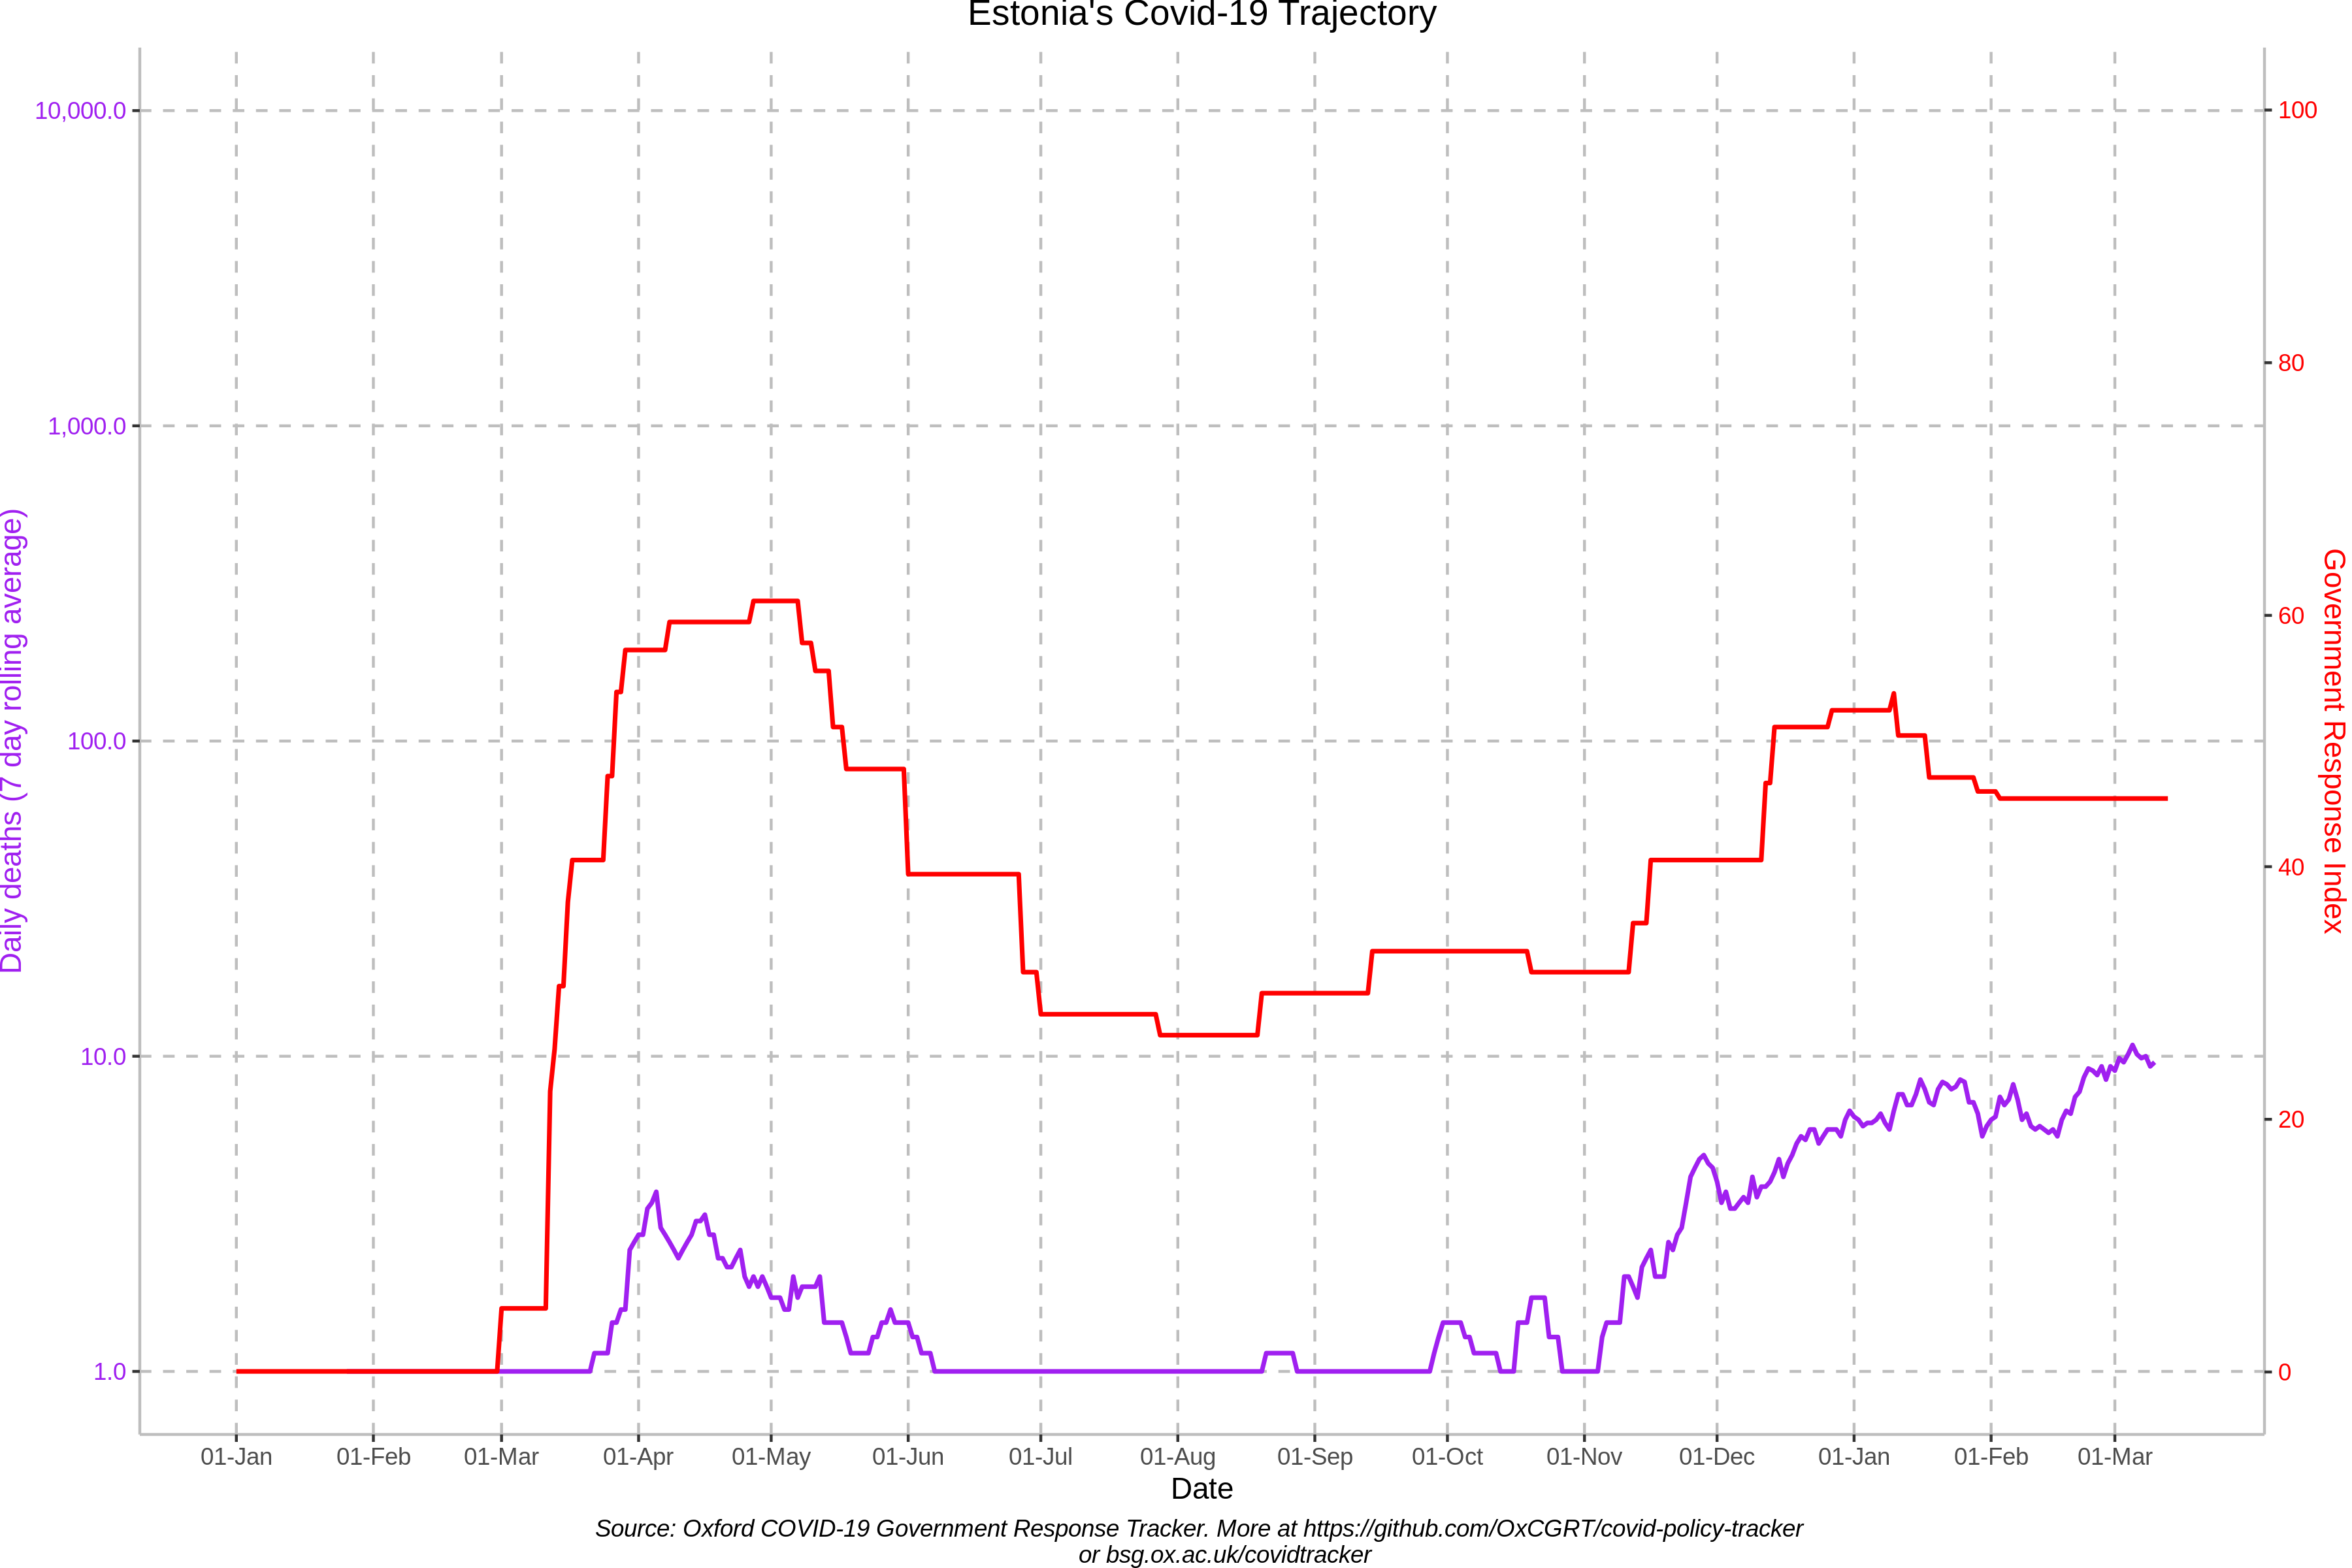 Estonia's Covid-19 Trajectory
10,000.0
1,000.0
100.0
10.0
1.0
Daily deaths (7 day rolling average)
100
80
60
40
20
0
Government Response Index
01-Jan 01-Feb 01-Mar 01-Apr 01-May 01-Jun 01-Jul 01-Aug 01-Sep 01-Oct 01-Nov 01-Dec 01-Jan 01-Feb 01-Mar
Date
Source: Oxford COVID-19 Government Response Tracker. More at https://github.com/OxCGRT/covid-policy-tracker
or bsg.ox.ac.uk/covidtracker